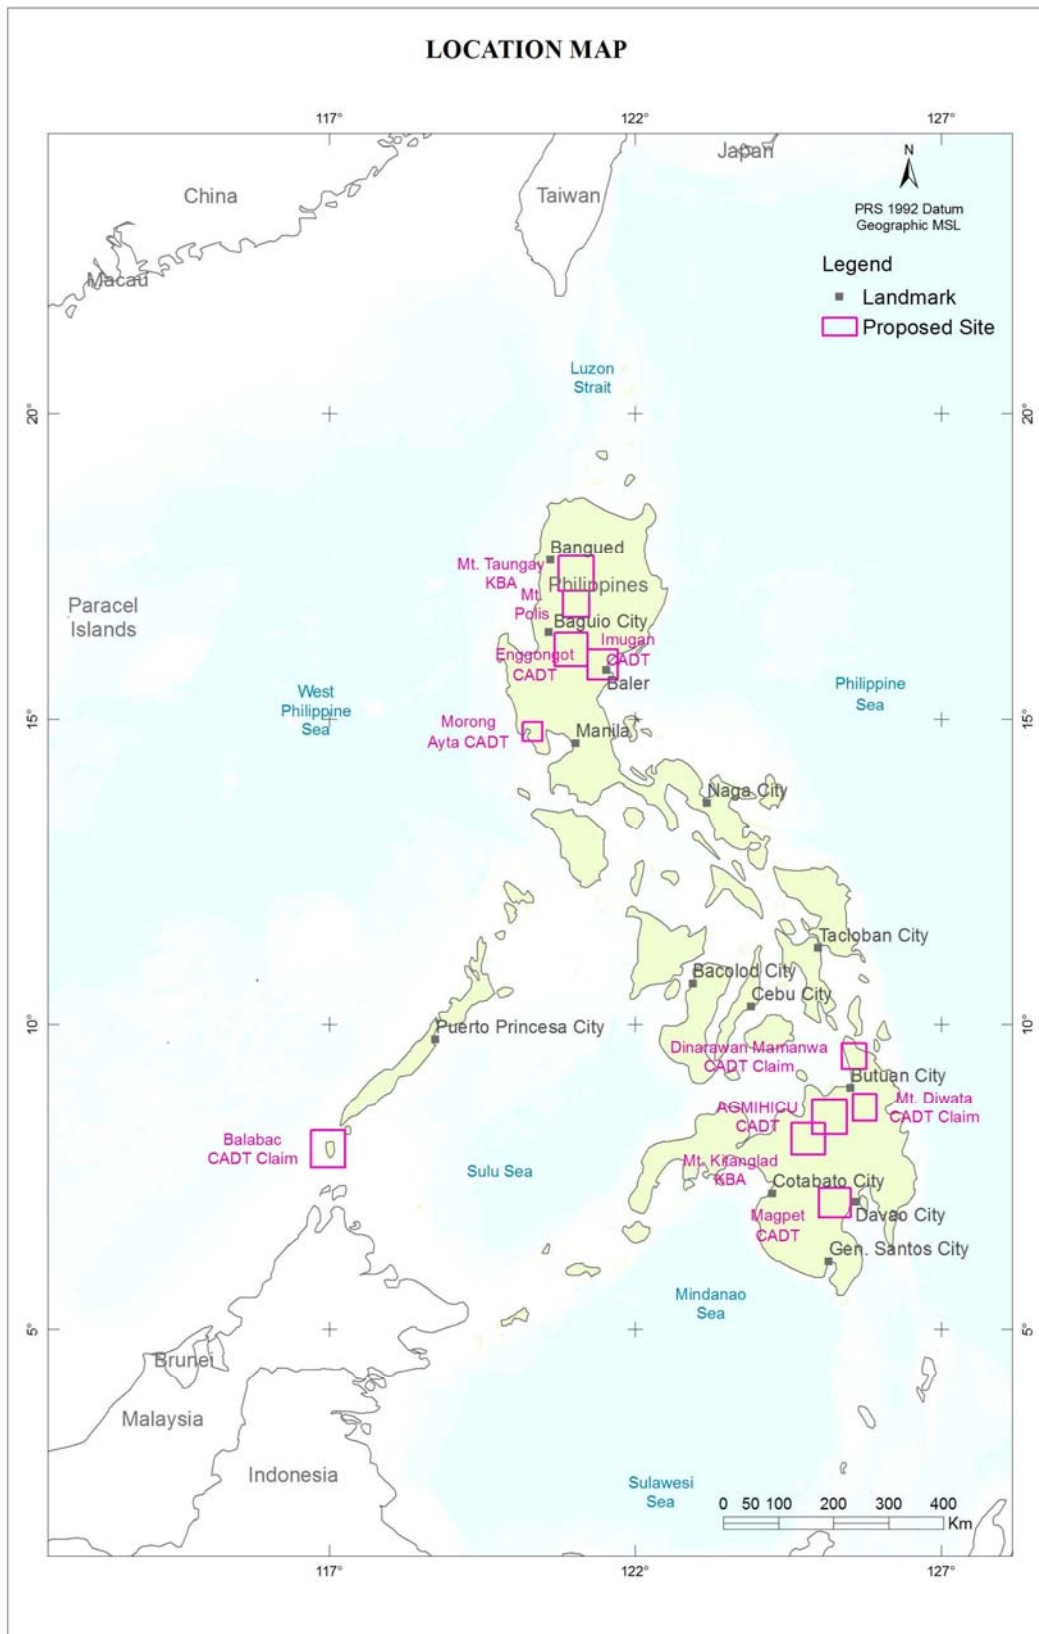 LOCATION MAP
117°
122°
127°
Japan
China
Taiwan
N
PRS 1992 Datum
Geographic MSL
Macau
Legend
Landmark
Proposed Site
Luzon
Strait
20°
20°
Bangued
Mt. Taungay
KBA
Philippines
Mt.
Polis
Paracel
Islands
Baguio City
Imugan
CADT
Enggongot
CADT
Baler
West
Philippine
Sea
Philippine
Sea
15°
15°
Morong
Ayta CADT
Manila
Naga City
Tacloban City
Bacolod City
Cebu City
10°
10°
Puerto Princesa City
Dinarawan Mamanwa
CADT Claim
Butuan City
Mt. Diwata
CADT Claim
AGMIHICU
CADT
Balabac
CADT Claim
Mt. Kitanglad
KBA
Sulu Sea
Cotabato City
Magpet
CADT
Davao City
Gen. Santos City
Mindanao
Sea
5°
5°
Brunei
Malaysia
Indonesia
Sulawesi
Sea
0 50 100 200 300 400
Km
117°
122°
127°